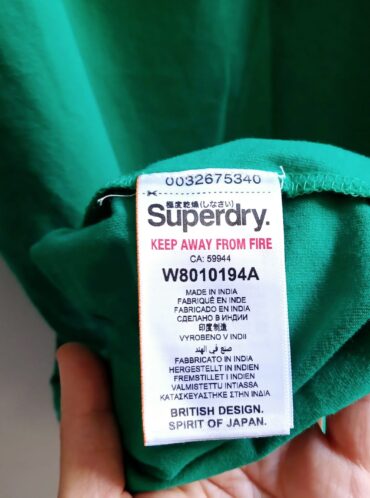 0032675340
極度乾燥(しなさい)
Superdry.
KEEP AWAY FROM FIRE
CA: 59944
W8010194A
MADE IN INDIA
FABRIQUÉ EN INDE
FABRICADO EN INDIA
СДЕЛАНО В ИНДИИ
印度制造
VYROBENO V INDII
صنع في الهند
FABBRICATO IN INDIA
HERGESTELLT IN INDIEN
FREMSTILLET I INDIEN
VALMISTETTU INTIASSA
ΚΑΤΑΣΚΕΥΑΣΤΗΚΕ ΣΤΗΝ ΙΝΔΙΑ
BRITISH DESIGN.
SPIRIT OF JAPAN.